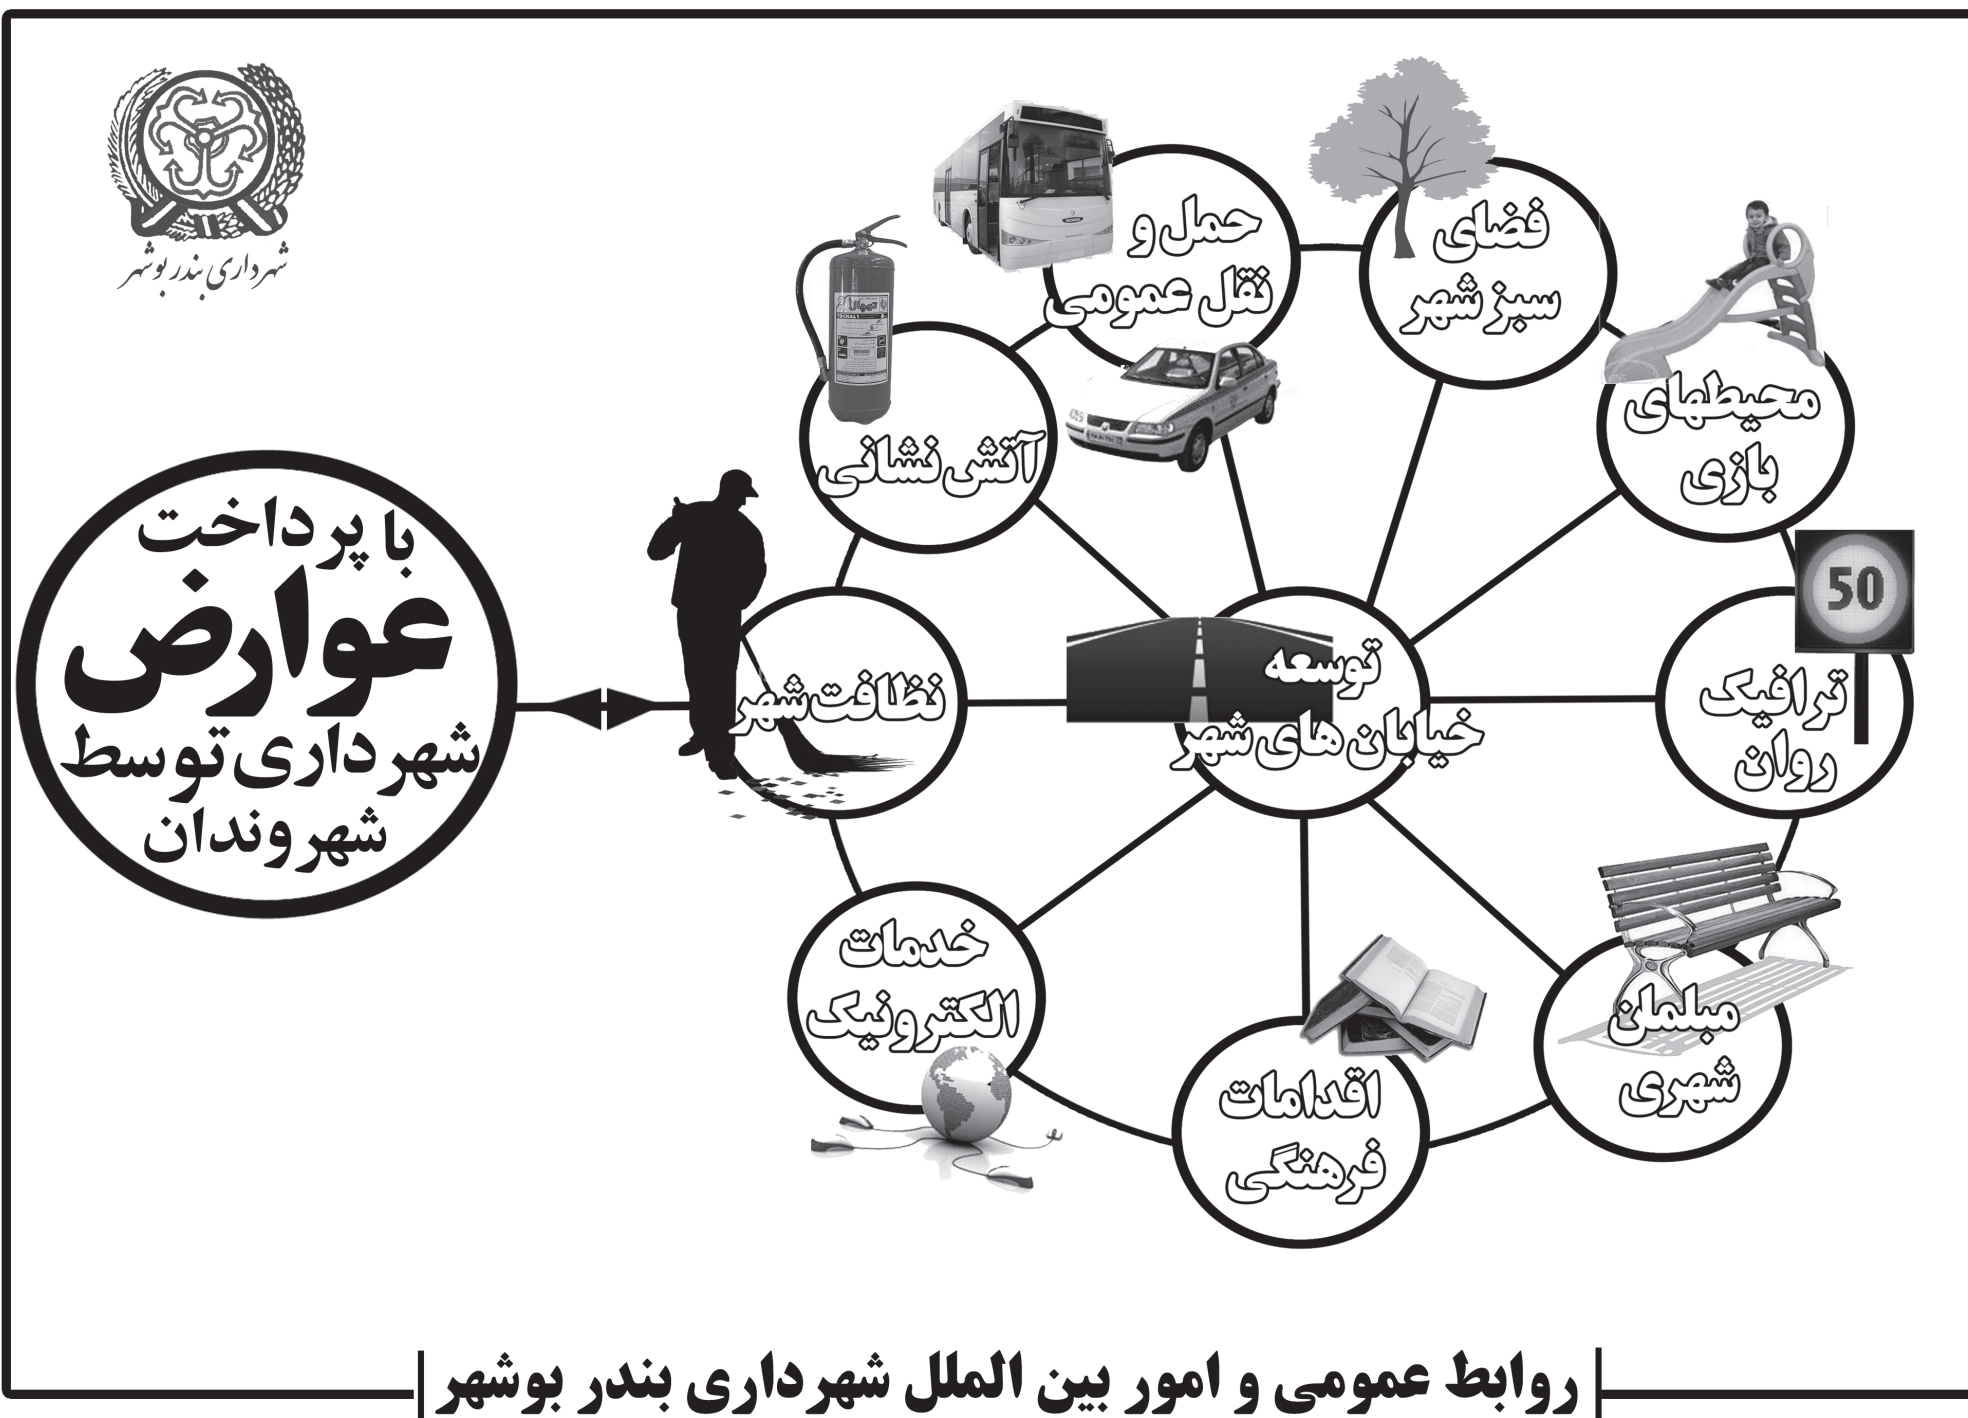 شهرداری بندر بوشهر
حمل و
نقل عمومی
فضای
سبز شهر
محیطهای
بازی
آتش نشانی
50
با پرداخت
عوارض
شهرداری توسط
شهروندان
نظافت شهر
توسعه
خیابان های شهر
ترافیک
روان
خدمات
الکترونیک
اقدامات
فرهنگی
مبلمان
شهری
روابط عمومی و امور بین الملل شهرداری بندر بوشهر